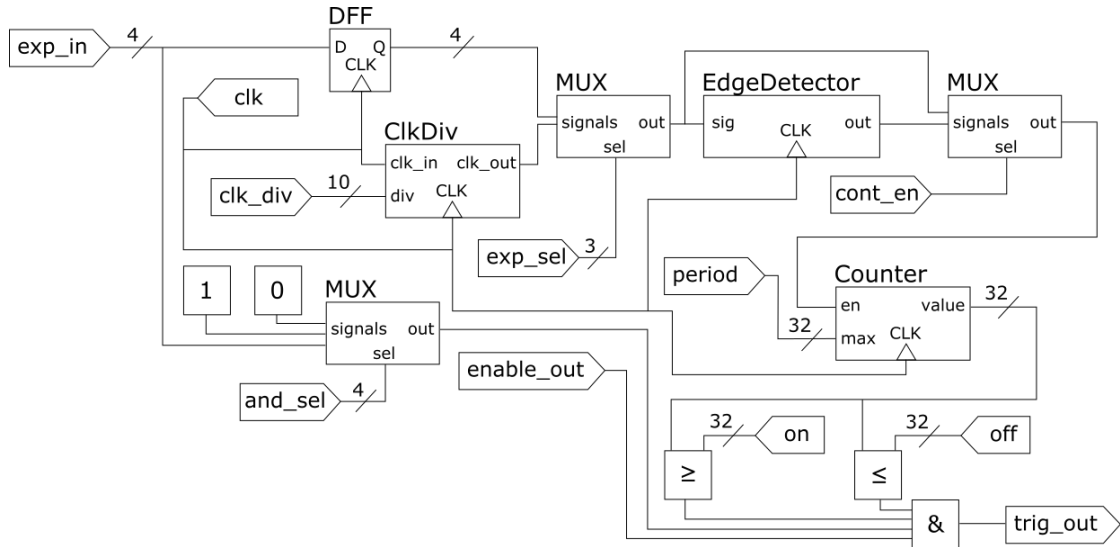 DFF
exp_in
4
D Q
4
CLK
clk
MUX
EdgeDetector
MUX
signals out
sel
sig out
CLK
signals out
sel
ClkDiv
clk_in clk_out
div
CLK
clk_div
10
cont_en
exp_sel
3
period
Counter
32
en value
max
CLK
32
1
0
MUX
signals out
sel
and_sel
4
enable_out
32
on
32
off
≥
≤
&
trig_out